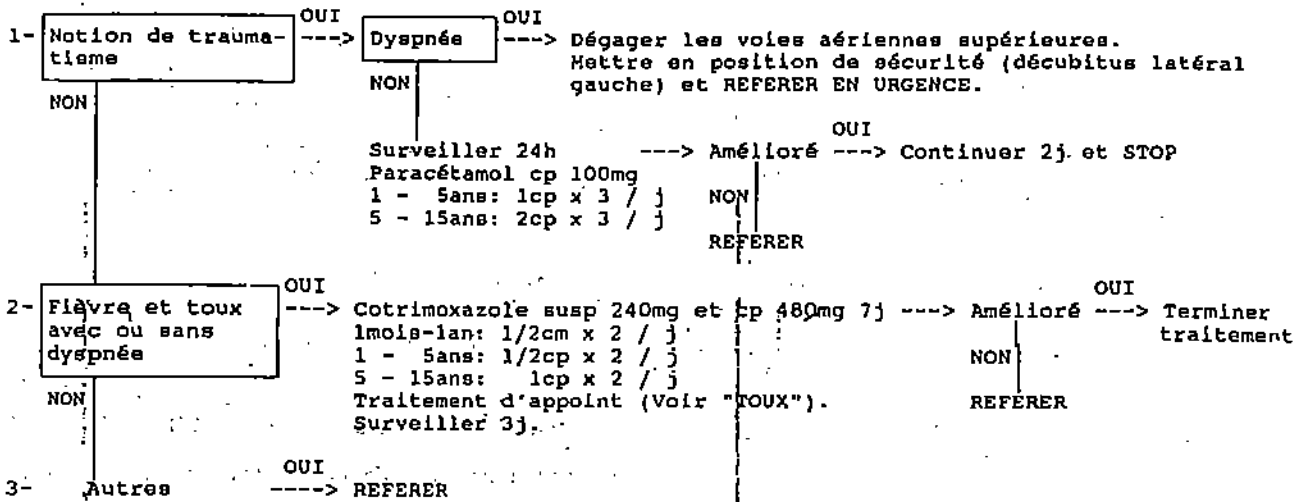 OUI OUI
1- Notion de trauma- ---> Dyspnée ---> Dégager les voies aériennes supérieures.
tisme Mettre en position de sécurité (décubitus latéral
NON NON gauche) et REFERER EN URGENCE.
OUI
Surveiller 24h ---> Amélioré ---> Continuer 2j. et STOP
Paracétamol cp 100mg
1 - 5ans: 1cp x 3 / j NON
5 - 15ans: 2cp x 3 / j
REFERER
OUI OUI
2- Fièvre et toux ---> Cotrimoxazole susp 240mg et cp 480mg 7j ---> Amélioré ---> Terminer
avec ou sans 1mois-1an: 1/2cm x 2 / j traitement
dyspnée 1 - 5ans: 1/2cp x 2 / j NON
5 - 15ans: 1cp x 2 / j
NON Traitement d'appoint (Voir "TOUX"). REFERER
Surveiller 3j.
OUI
3- Autres ----> REFERER